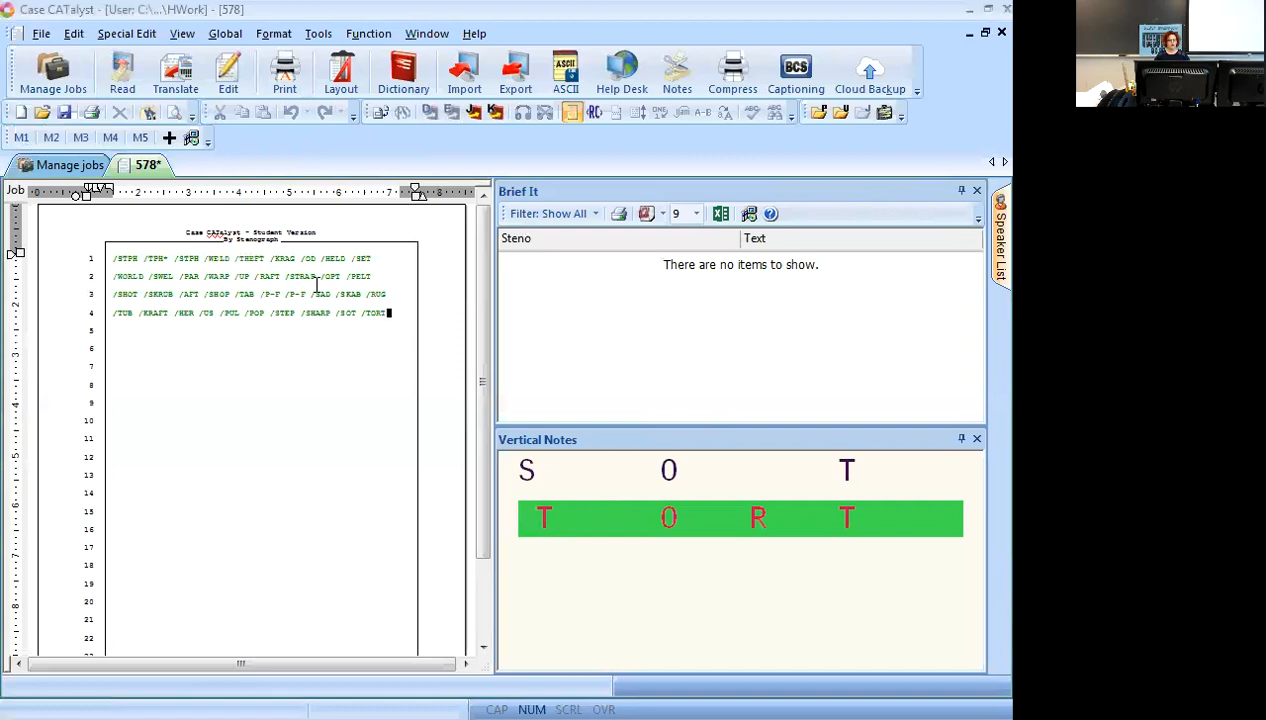 Case CATalyst - [User: C:\...\HWork] - [578]
File Edit Special Edit View Global Format Tools Function Window Help
Manage Jobs Read Translate Edit Print Layout Dictionary Import Export ASCII Help Desk Notes Compress Captioning Cloud Backup
M1 M2 M3 M4 M5
Manage jobs 578*
Job
Case CATalyst - Student Version
By Stenograph
1 /STPH /TPH* /STPH /WELD /THEFT /KRAG /OD /HELD /SET
2 /WORLD /SWEL /PAR /WARP /UP /RAFT /STRAP /OPT /PELT
3 /SHOT /SKRUB /AFT /SHOP /TAB /P-F /P-F /SAD /SKAB /RUG
4 /TUB /KRAFT /HER /US /PUL /POP /STEP /SHARP /SOT /TORT
5
6
7
8
9
10
11
12
13
14
15
16
17
18
19
20
21
22
Brief It
Filter: Show All 9
Steno Text
There are no items to show.
Vertical Notes
S O T
T O R T
Speaker List
CAP NUM SCRL OVR